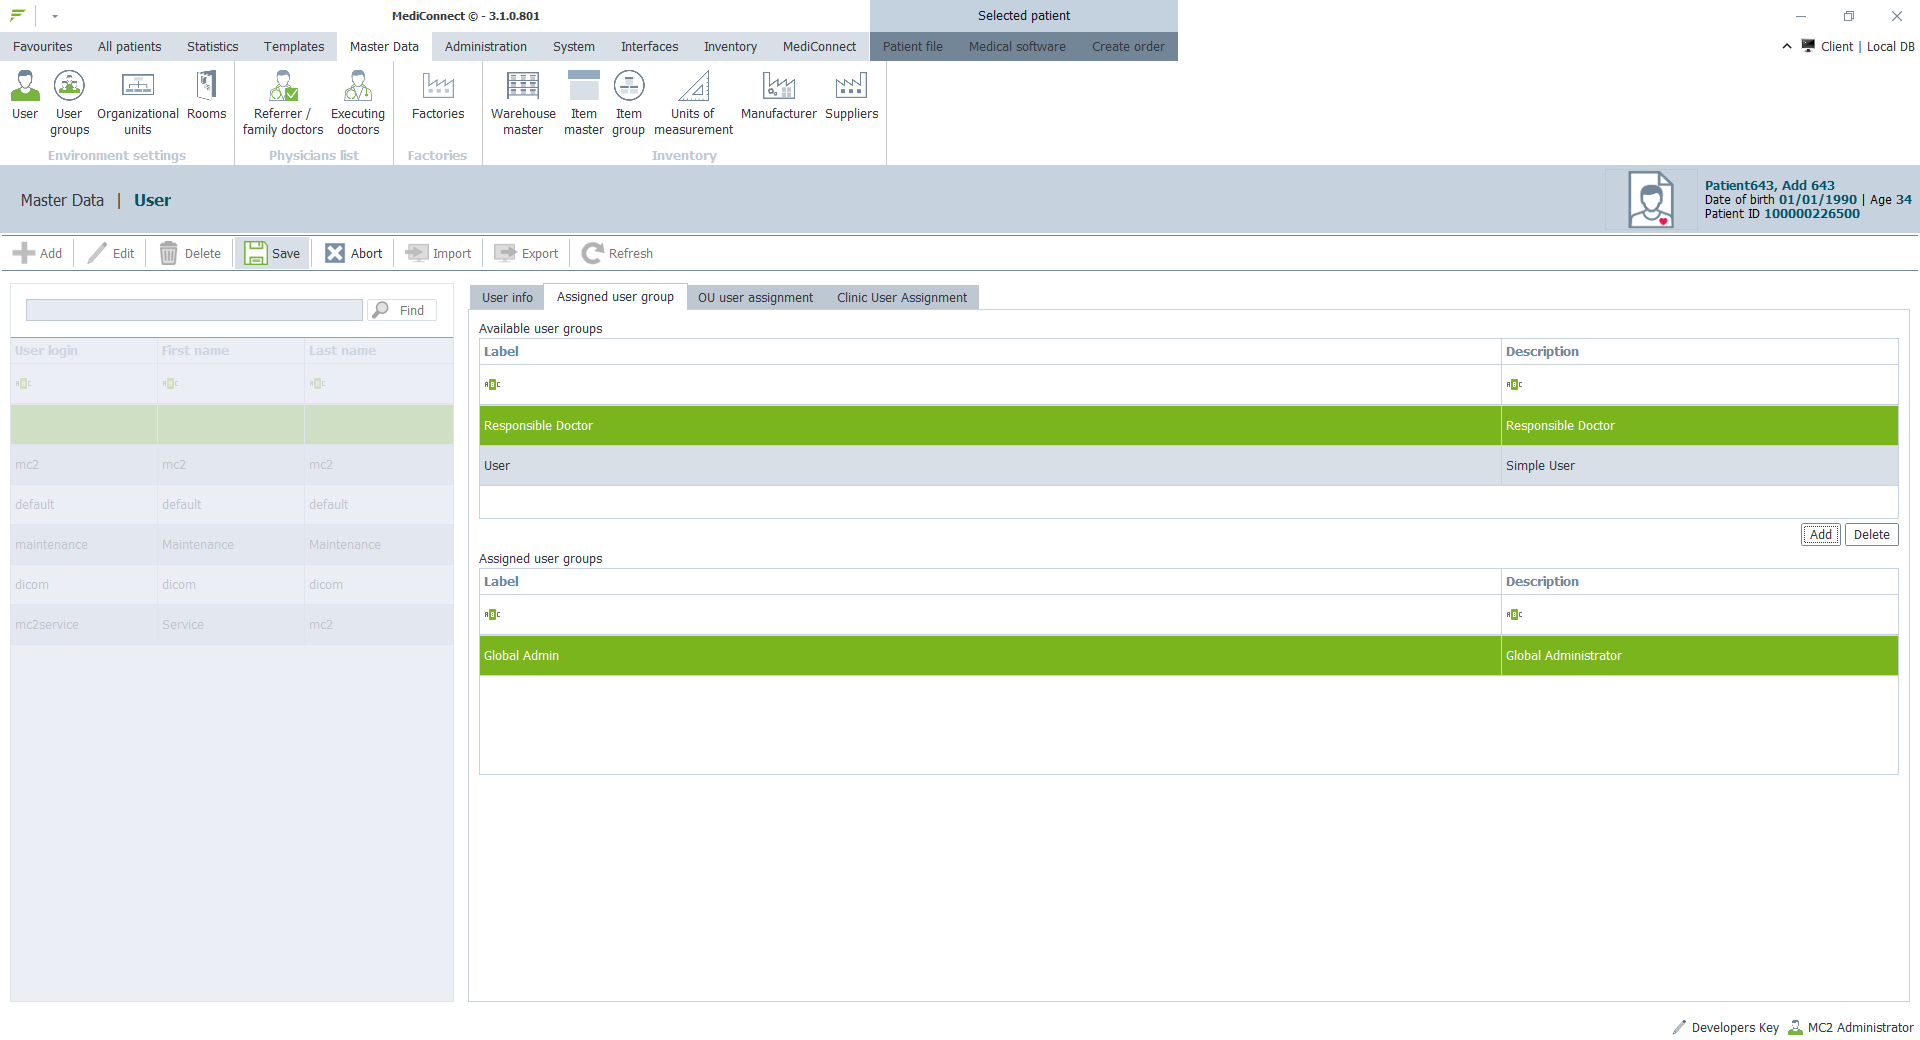 MediConnect © - 3.1.0.801
Selected patient
Favourites All patients Statistics Templates Master Data Administration System Interfaces Inventory MediConnect Patient file Medical software Create order
Client | Local DB
User
User groups
Organizational units
Rooms
Referrer / family doctors
Executing doctors
Factories
Warehouse master
Item master
Item group
Units of measurement
Manufacturer
Suppliers
Environment settings Physicians list Factories Inventory
Master Data | User
Patient643, Add 643
Date of birth 01/01/1990 | Age 34
Patient ID 100000226500
Add Edit Delete Save Abort Import Export Refresh
Find
User login First name Last name
ABC ABC ABC
mc2 mc2 mc2
default default default
maintenance Maintenance Maintenance
dicom dicom dicom
mc2service Service mc2
User info Assigned user group OU user assignment Clinic User Assignment
Available user groups
Label Description
ABC ABC
Responsible Doctor Responsible Doctor
User Simple User
Add Delete
Assigned user groups
Label Description
ABC ABC
Global Admin Global Administrator
Developers Key MC2 Administrator